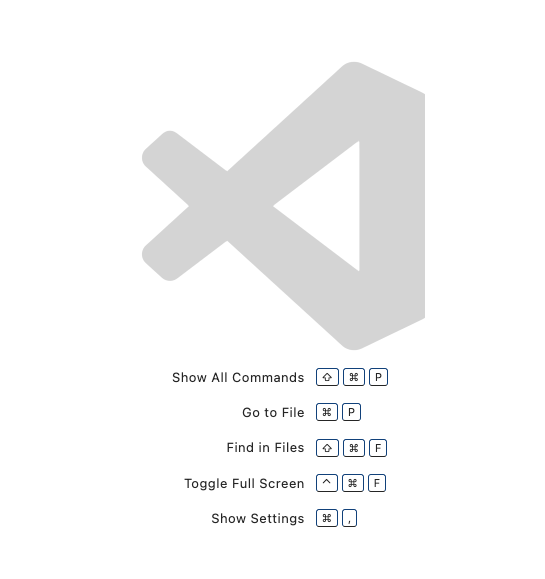 Show All Commands ⇧ ⌘ P
Go to File ⌘ P
Find in Files ⇧ ⌘ F
Toggle Full Screen ^ ⌘ F
Show Settings ⌘ ,